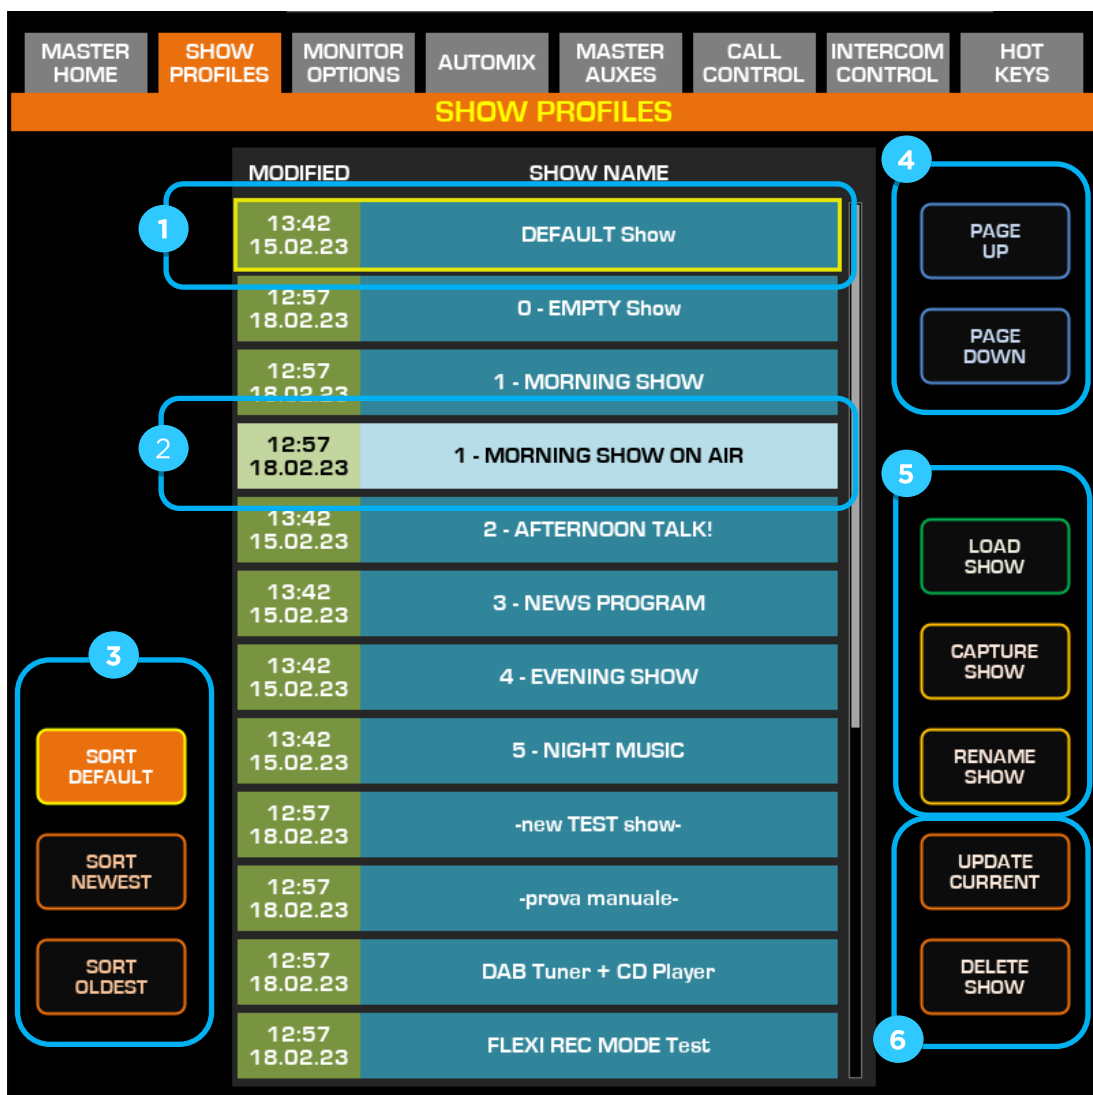 MASTER HOME
SHOW PROFILES
MONITOR OPTIONS
AUTOMIX
MASTER AUXES
CALL CONTROL
INTERCOM CONTROL
HOT KEYS
SHOW PROFILES
MODIFIED SHOW NAME
1
13:42
15.02.23
DEFAULT Show
12:57
18.02.23
0 - EMPTY Show
12:57
18.02.23
1 - MORNING SHOW
2
12:57
18.02.23
1 - MORNING SHOW ON AIR
13:42
15.02.23
2 - AFTERNOON TALK!
13:42
15.02.23
3 - NEWS PROGRAM
13:42
15.02.23
4 - EVENING SHOW
13:42
15.02.23
5 - NIGHT MUSIC
12:57
18.02.23
-new TEST show-
12:57
18.02.23
-prova manuale-
12:57
18.02.23
DAB Tuner + CD Player
12:57
18.02.23
FLEXI REC MODE Test
3
SORT
DEFAULT
SORT
NEWEST
SORT
OLDEST
4
PAGE
UP
PAGE
DOWN
5
LOAD
SHOW
CAPTURE
SHOW
RENAME
SHOW
UPDATE
CURRENT
DELETE
SHOW
6